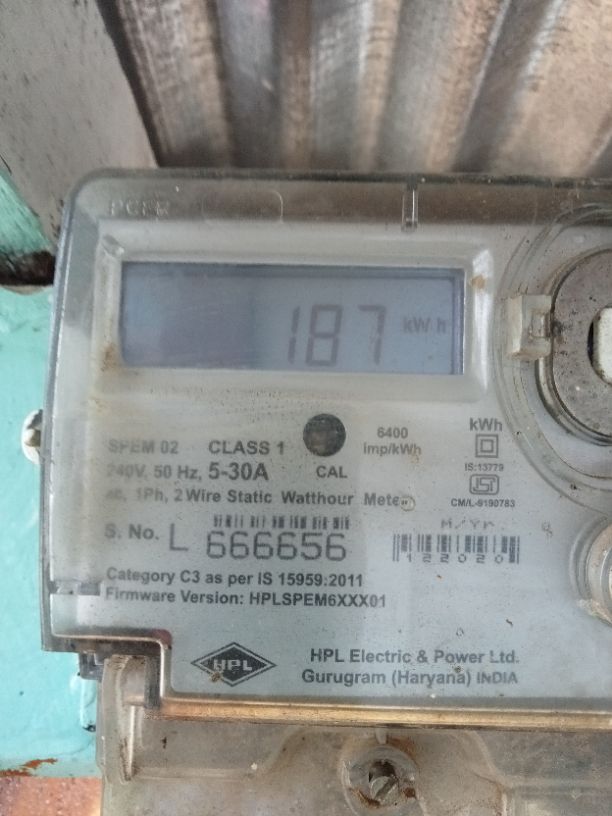 187 kWh
SPEM 02 CLASS 1
6400
imp/kWh
kWh
240V, 50 Hz, 5-30A
CAL
IS:13779
ac, 1Ph, 2 Wire Static Watthour Meter
CM/L-9190783
S. No. L 666656
M/Yr.
122020
Category C3 as per IS 15959:2011
Firmware Version: HPLSPEM6XXX01
HPL
HPL Electric & Power Ltd.
Gurugram (Haryana) INDIA